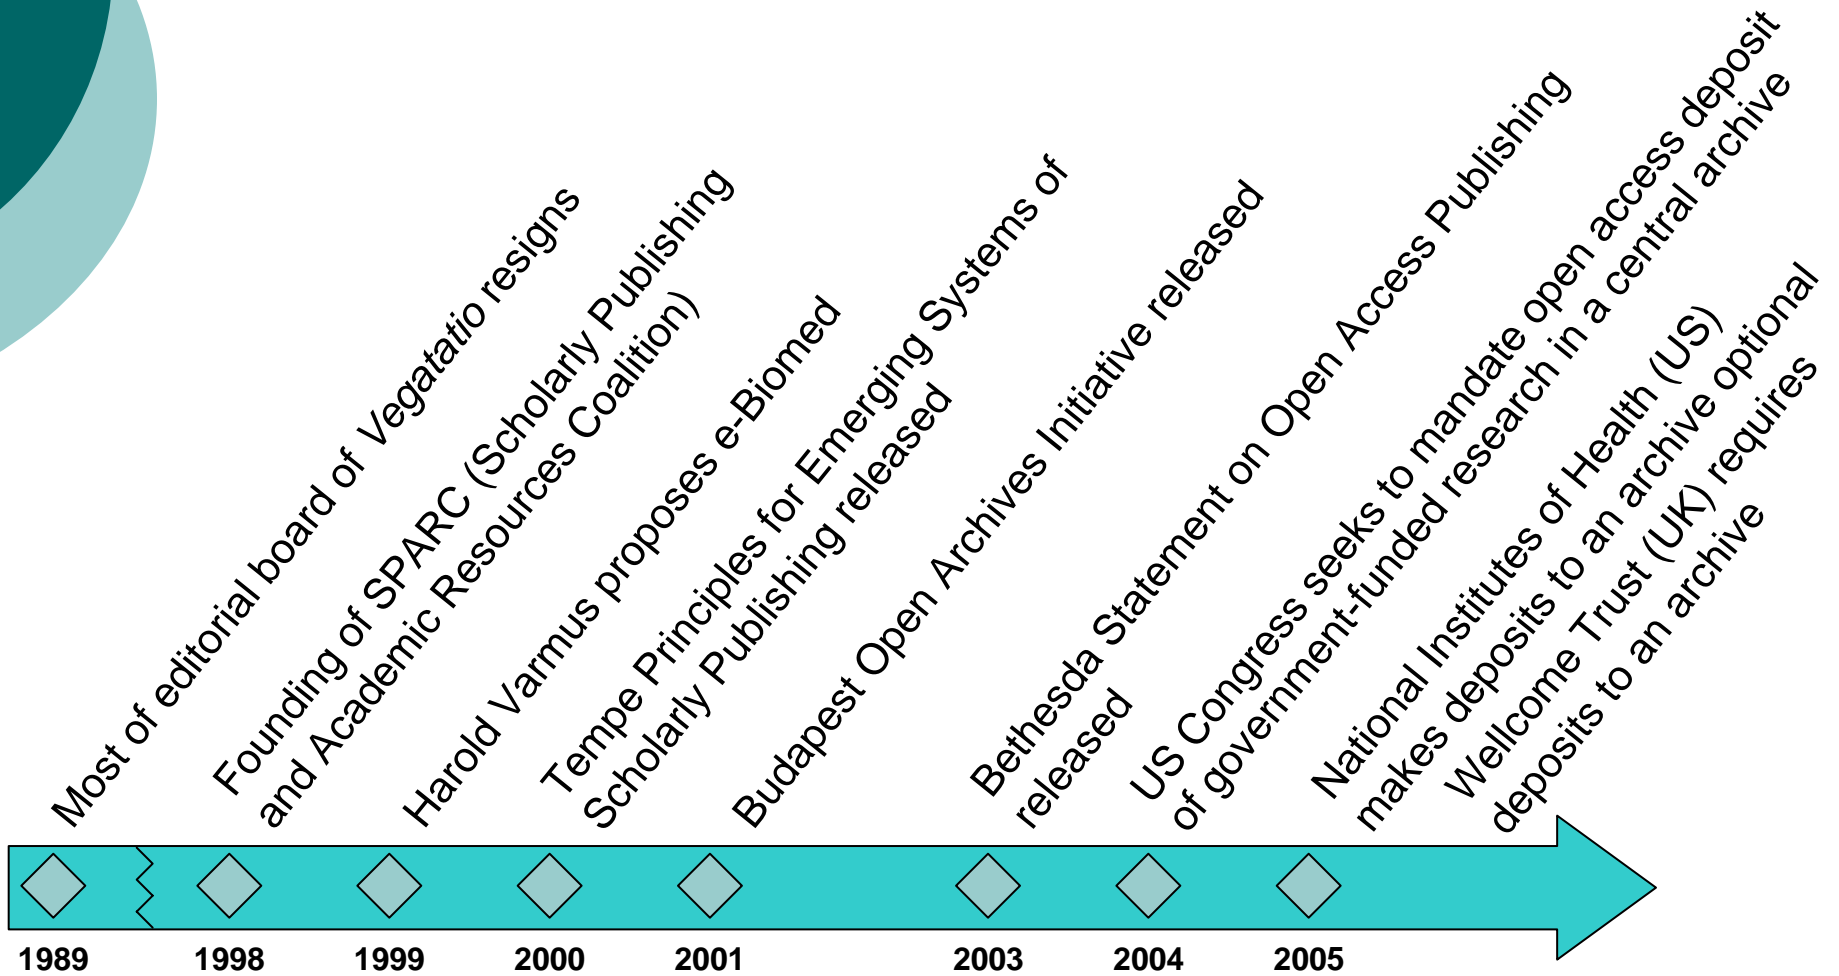 Most of editorial board of Vegatatio resigns
Founding of SPARC (Scholarly Publishing
and Academic Resources Coalition)
Harold Varmus proposes e-Biomed
Tempe Principles for Emerging Systems of
Scholarly Publishing released
Budapest Open Archives Initiative released
Bethesda Statement on Open Access Publishing
released
US Congress seeks to mandate open access deposit
of government-funded research in a central archive
National Institutes of Health (US)
makes deposits to an archive optional
Wellcome Trust (UK) requires
deposits to an archive
1989
1998
1999
2000
2001
2003
2004
2005